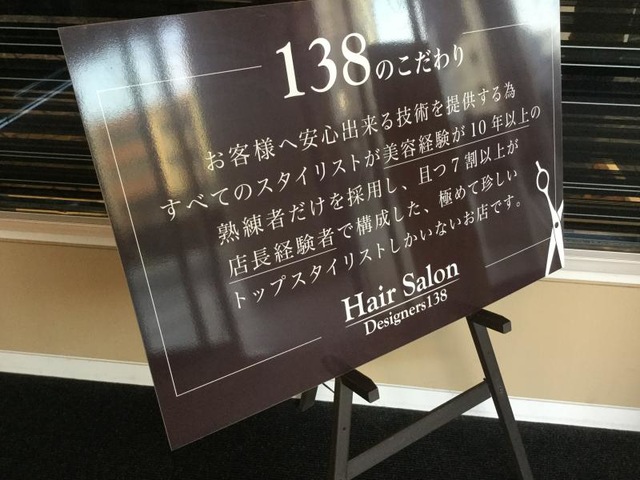 138のこだわり
お客様へ安心出来る技術を提供する為
すべてのスタイリストが美容経験が10年以上の
熟練者だけを採用し、且つ7割以上が
店長経験者で構成した、極めて珍しい
トップスタイリストしかいないお店です。
Hair Salon
Designers138